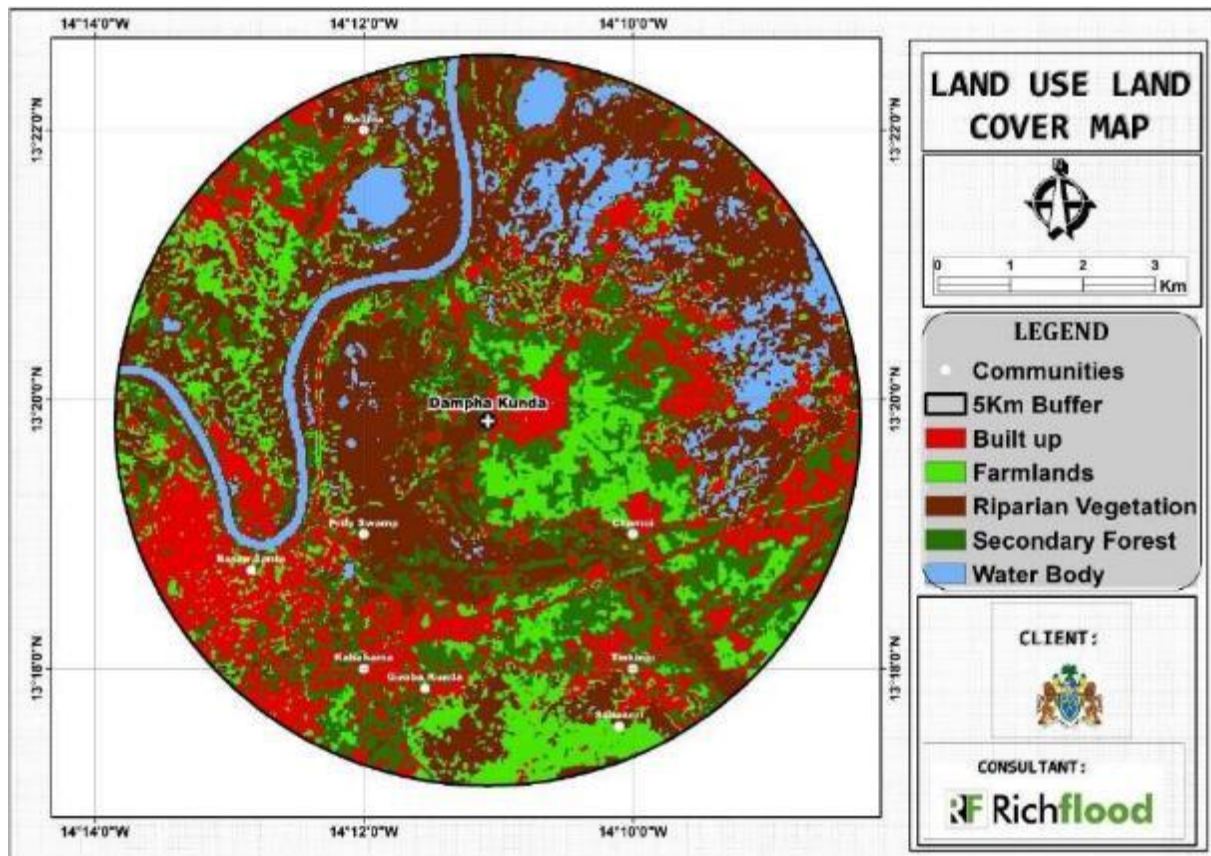 14°14'0"W 14°12'0"W 14°10'0"W
13°22'0"N 13°22'0"N
13°20'0"N 13°20'0"N
13°18'0"N 13°18'0"N
Dampha Kunda
14°14'0"W 14°12'0"W 14°10'0"W
LAND USE LAND
COVER MAP
0 1 2 3
Km
LEGEND
Communities
5Km Buffer
Built up
Farmlands
Riparian Vegetation
Secondary Forest
Water Body
CLIENT:
CONSULTANT:
RF Richflood